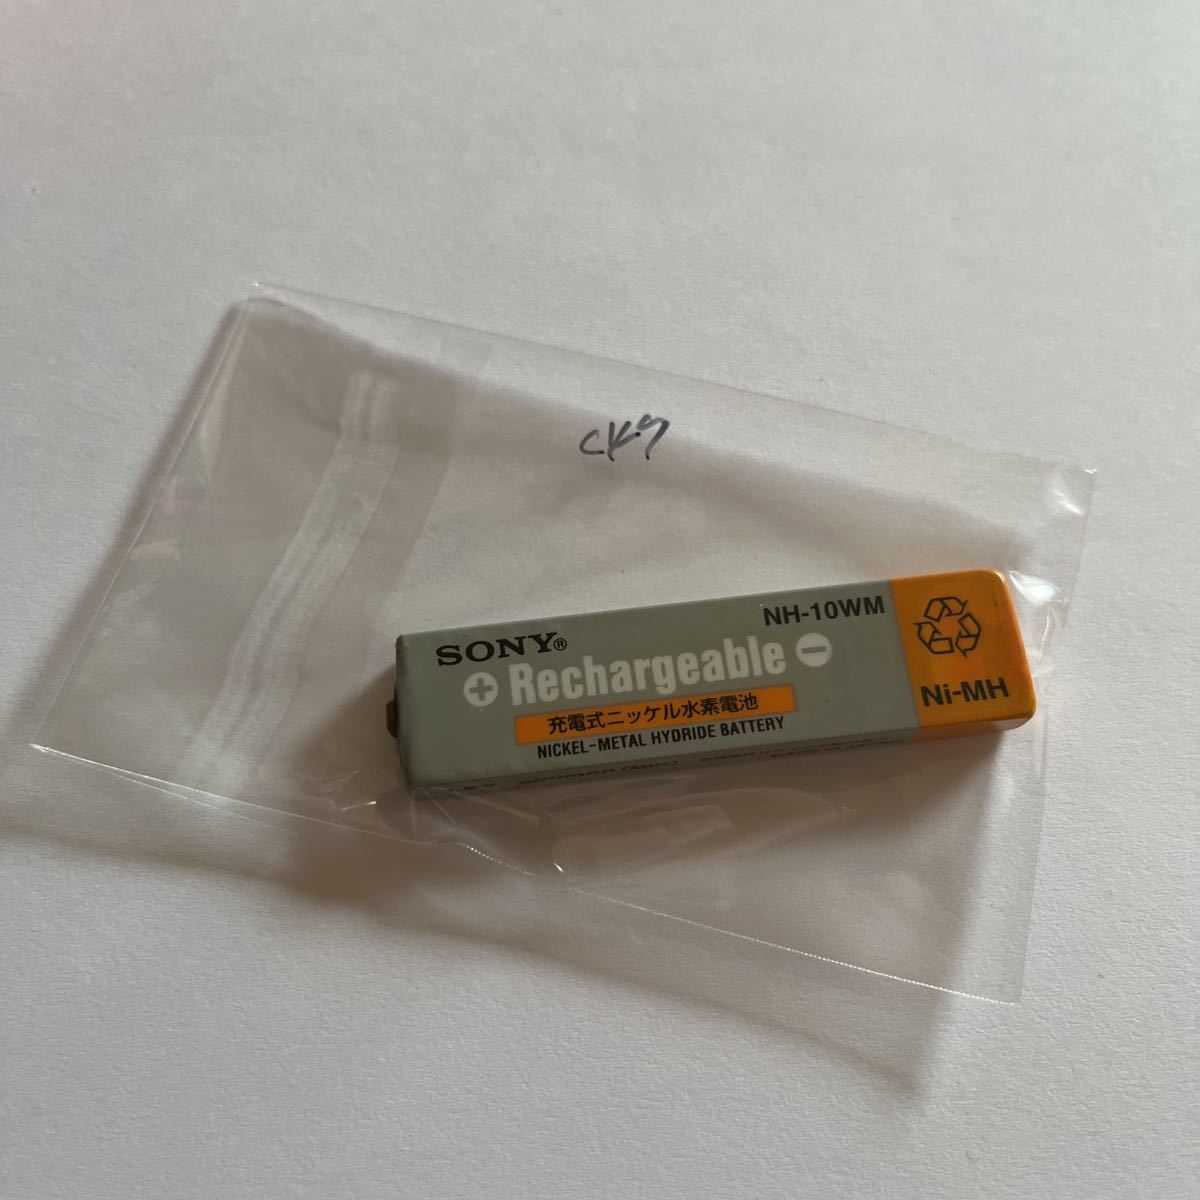 CK9
SONY®
NH-10WM
Rechargeable
充電式ニッケル水素電池
NICKEL-METAL HYDRIDE BATTERY
Ni-MH